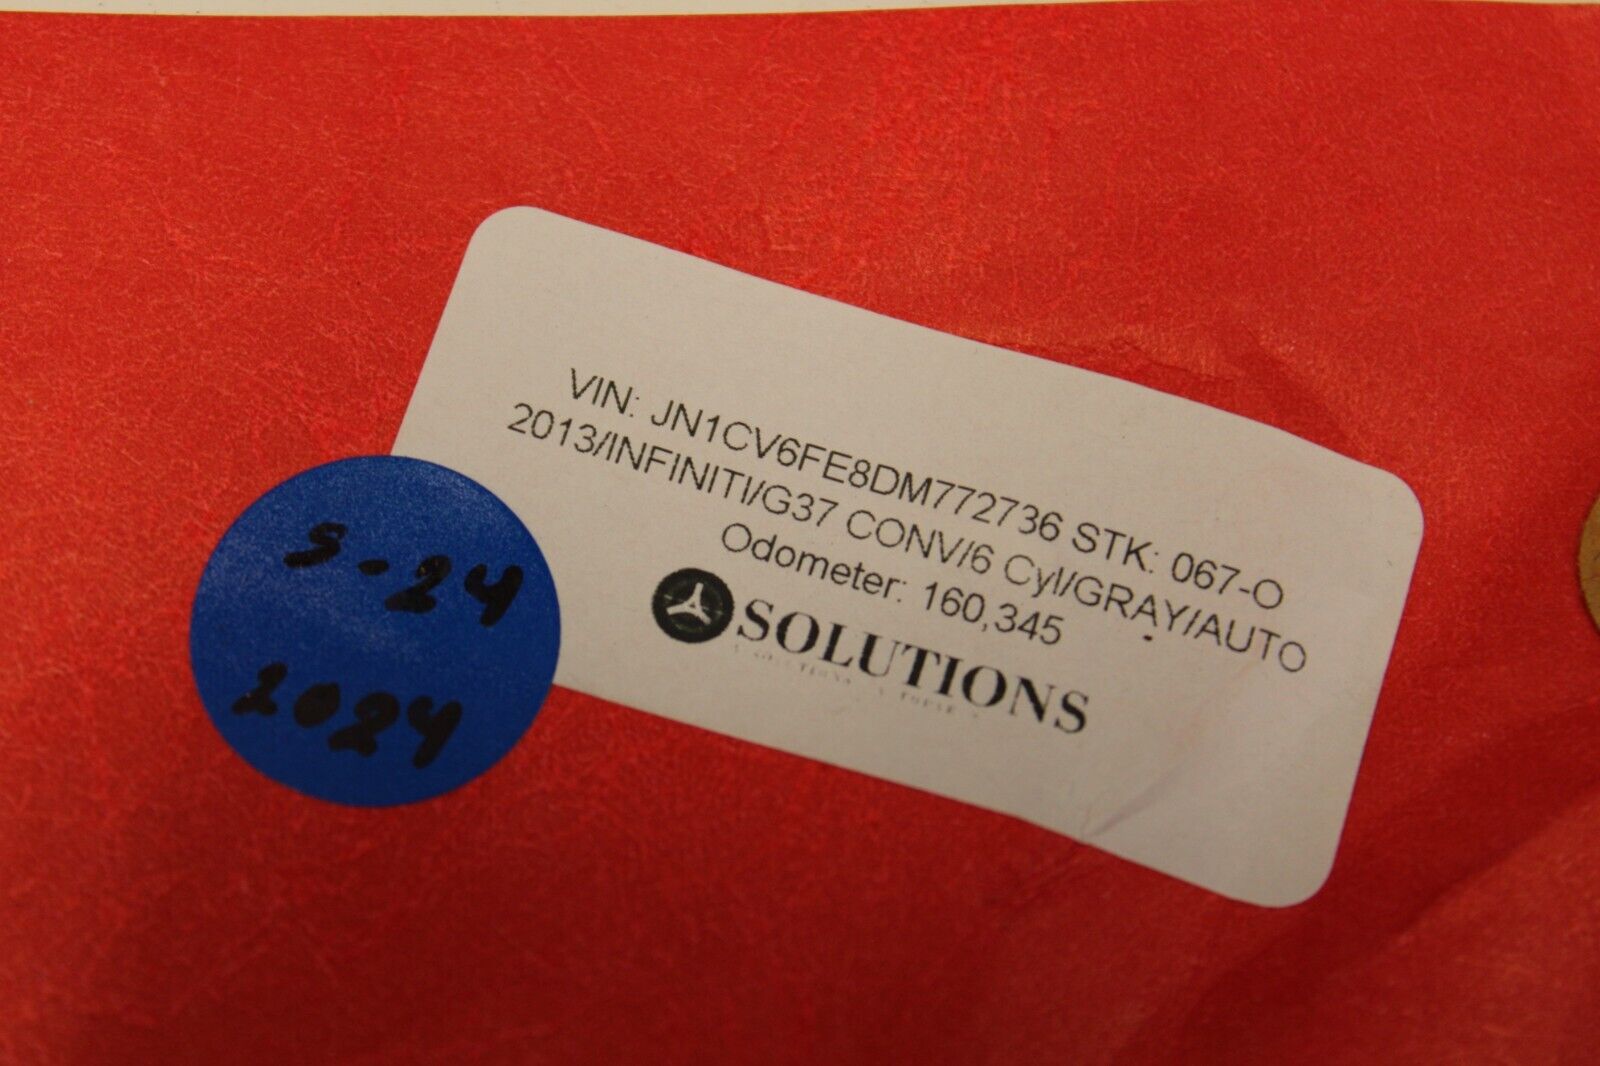 VIN: JN1CV6FE8DM772736 STK: 067-O
2013/INFINITI/G37 CONV/6 Cyl/GRAY/AUTO
Odometer: 160,345
SOLUTIONS
5-24
2024